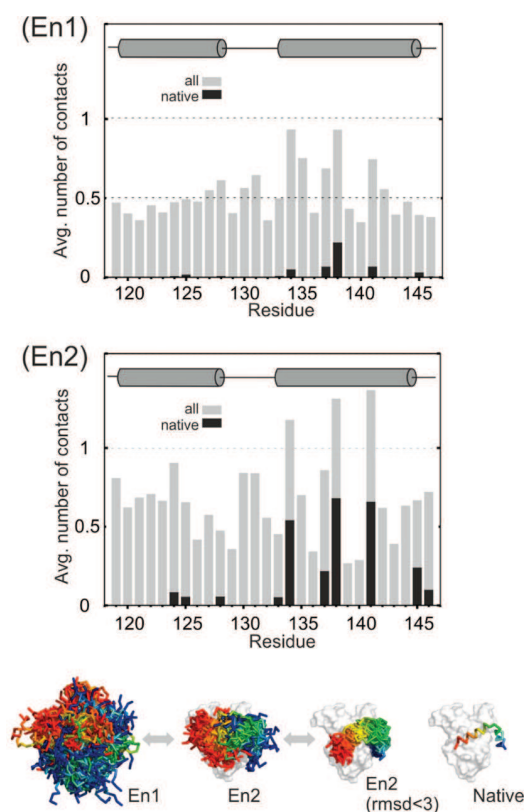 (En1)
all
native
Avg. number of contacts
1
0.5
0
120 125 130 135 140 145
Residue
(En2)
all
native
Avg. number of contacts
1
0.5
0
120 125 130 135 140 145
Residue
En1
En2
En2
(rmsd<3)
Native